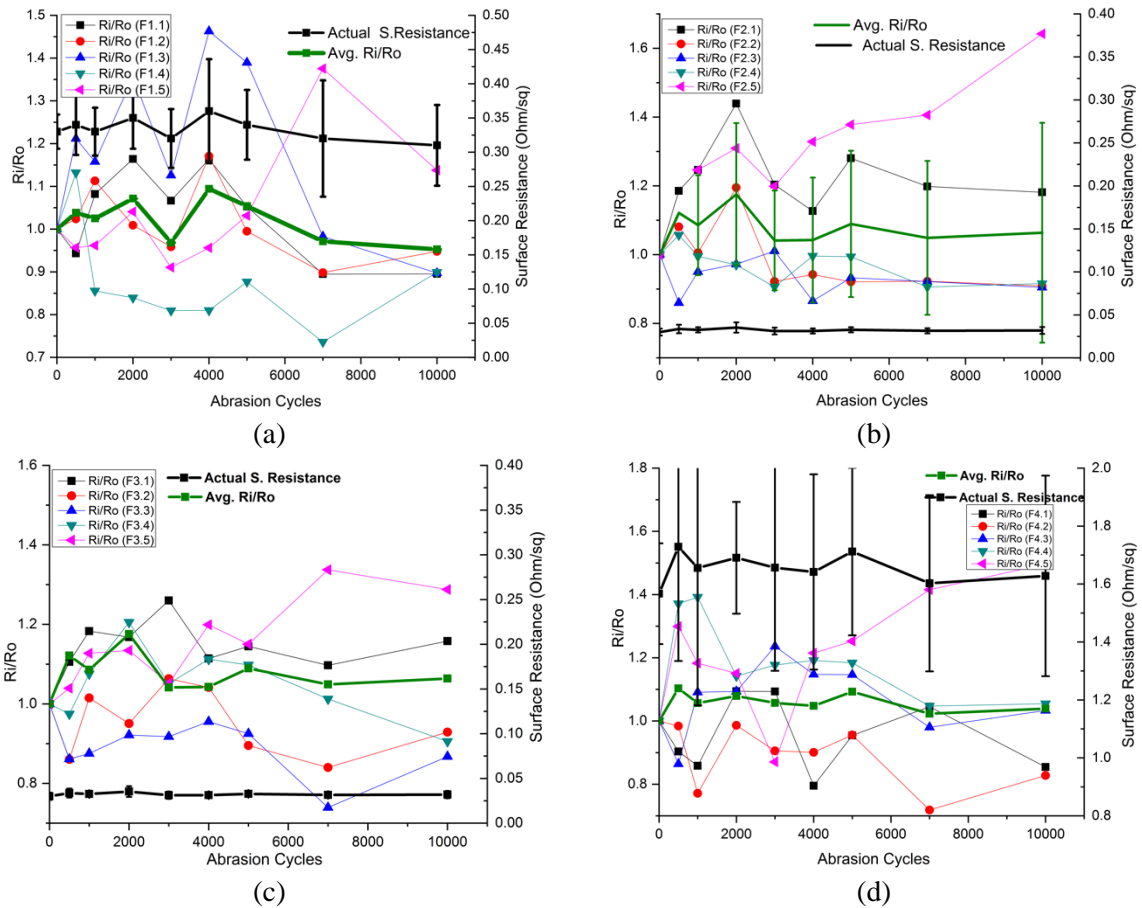 Ri/Ro (F1.1)
Ri/Ro (F1.2)
Ri/Ro (F1.3)
Ri/Ro (F1.4)
Ri/Ro (F1.5)
Actual S.Resistance
Avg. Ri/Ro
1.5
1.4
1.3
1.2
1.1
1.0
0.9
0.8
0.7
Ri/Ro
0.50
0.45
0.40
0.35
0.30
0.25
0.20
0.15
0.10
0.05
0.00
Surface Resistance (Ohm/sq)
0 2000 4000 6000 8000 10000
Abrasion Cycles
(a)
Ri/Ro (F2.1)
Ri/Ro (F2.2)
Ri/Ro (F2.3)
Ri/Ro (F2.4)
Ri/Ro (F2.5)
Avg. Ri/Ro
Actual S. Resistance
1.6
1.4
1.2
1.0
0.8
Ri/Ro
0.40
0.35
0.30
0.25
0.20
0.15
0.10
0.05
0.00
Surface Resistance (Ohm/sq)
0 2000 4000 6000 8000 10000
Abrasion Cycles
(b)
Ri/Ro (F3.1)
Ri/Ro (F3.2)
Ri/Ro (F3.3)
Ri/Ro (F3.4)
Ri/Ro (F3.5)
Actual S. Resistance
Avg. Ri/Ro
1.6
1.4
1.2
1.0
0.8
Ri/Ro
0.40
0.35
0.30
0.25
0.20
0.15
0.10
0.05
0.00
Surface Resistance (Ohm/sq)
0 2000 4000 6000 8000 10000
Abrasion Cycles
(c)
Avg. Ri/Ro
Actual S. Resistance
Ri/Ro (F4.1)
Ri/Ro (F4.2)
Ri/Ro (F4.3)
Ri/Ro (F4.4)
Ri/Ro (F4.5)
1.8
1.6
1.4
1.2
1.0
0.8
Ri/Ro
2.0
1.8
1.6
1.4
1.2
1.0
0.8
Surface Resistance (Ohm/sq)
0 2000 4000 6000 8000 10000
Abrasion Cycles
(d)